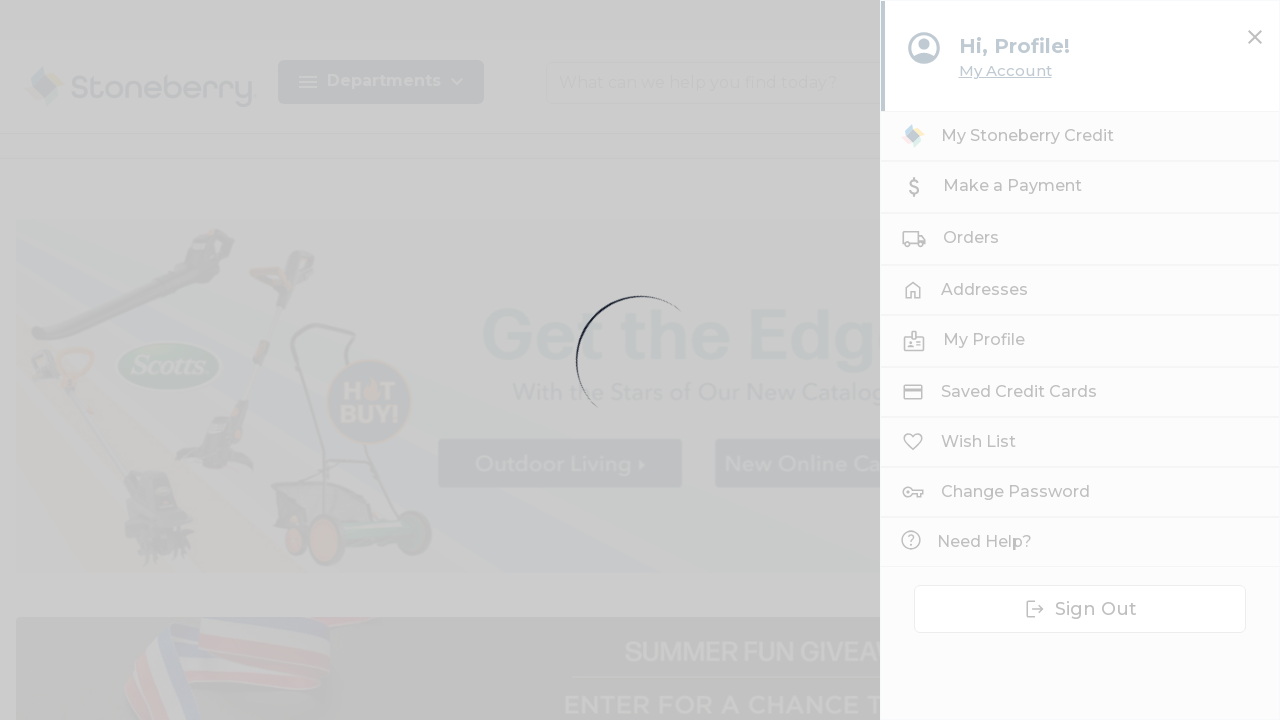 Stoneberry
Departments
What can we help you find today?
Hi, Profile!
My Account
My Stoneberry Credit
Make a Payment
Orders
Addresses
My Profile
Saved Credit Cards
Wish List
Change Password
Need Help?
Sign Out
Scotts
HOT
BUY!
Get the Edg
With the Stars of Our New Catalog
Outdoor Living
New Online Ca
SUMMER FUN GIVEAW
ENTER FOR A CHANCE T